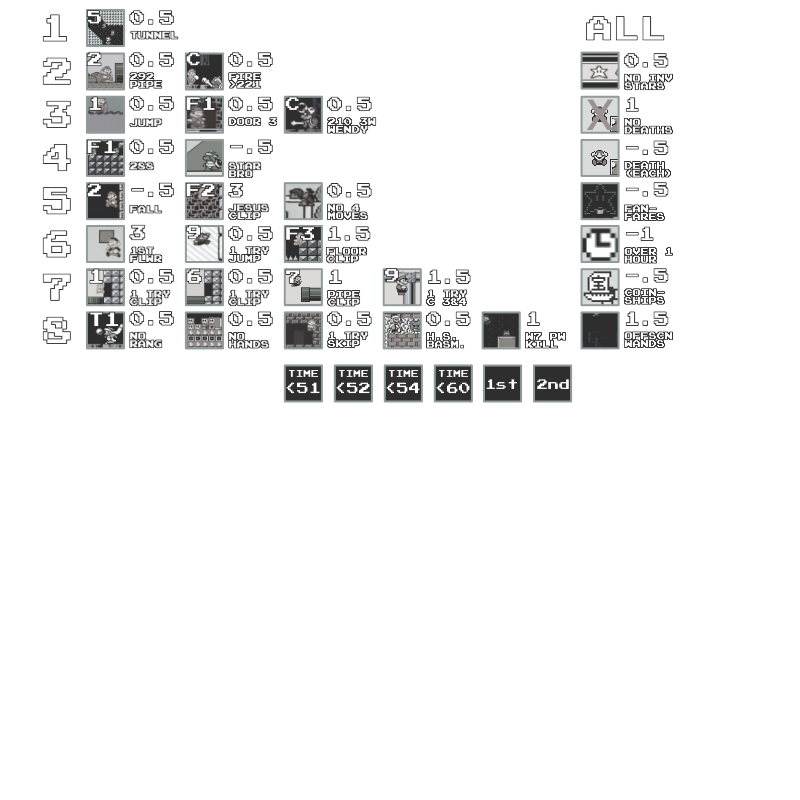 1 5 0.5 TUNNEL
ALL
2 2 0.5 292 PIPE C 0.5 FIRE >221 0.5 NO INV STARS
3 1 0.5 JUMP F1 0.5 DOOR 3 C 0.5 210 3W WENDY 1 NO DEATHS
4 F1 0.5 2SS -.5 STAR BRO -.5 DEATH (EACH)
5 2 -.5 FALL F2 3 JESUS CLIP 0.5 NO 4 MOVES -.5 FAN-FARES
6 3 1ST FLWR 9 0.5 1 TRY JUMP F3 1.5 FLOOR CLIP -1 OVER 1 HOUR
7 1 0.5 1 TRY CLIP 6 0.5 1 TRY CLIP 7 1 PIPE CLIP 9 1.5 1 TRY -.5 COIN-SHIPS
8 T1 0.5 NO RANG 0.5 NO HANDS 0.5 1 TRY SKIP 0.5 H.S. BASH. 1 W7 PW KILL 1.5 OFFSCN WANDS
TIME <51 TIME <52 TIME <54 TIME <60 1st 2nd